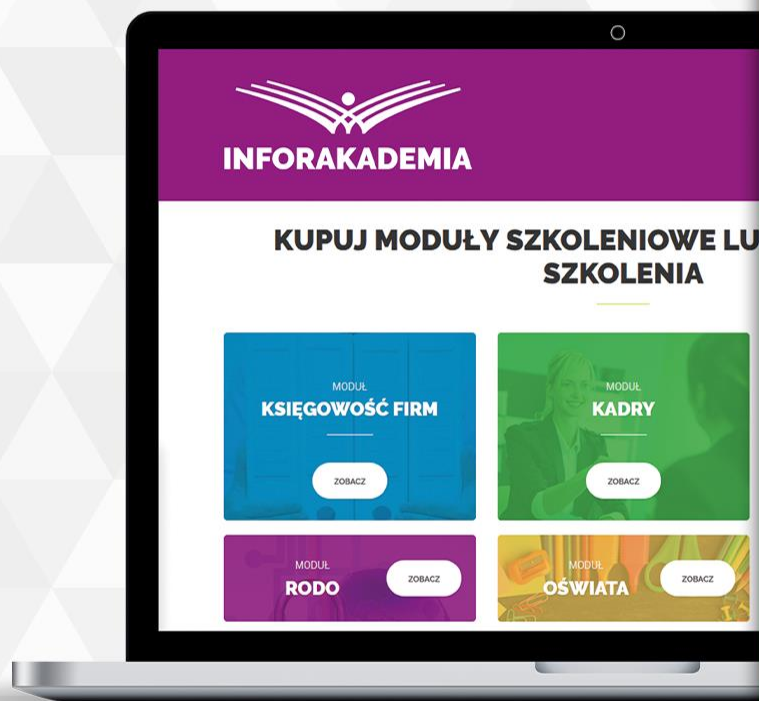 INFORAKADEMIA
KUPUJ MODUŁY SZKOLENIOWE LU
SZKOLENIA
MODUŁ
KSIĘGOWOŚĆ FIRM
ZOBACZ
MODUŁ
KADRY
ZOBACZ
MODUŁ
RODO
ZOBACZ
MODUŁ
OŚWIATA
ZOBACZ